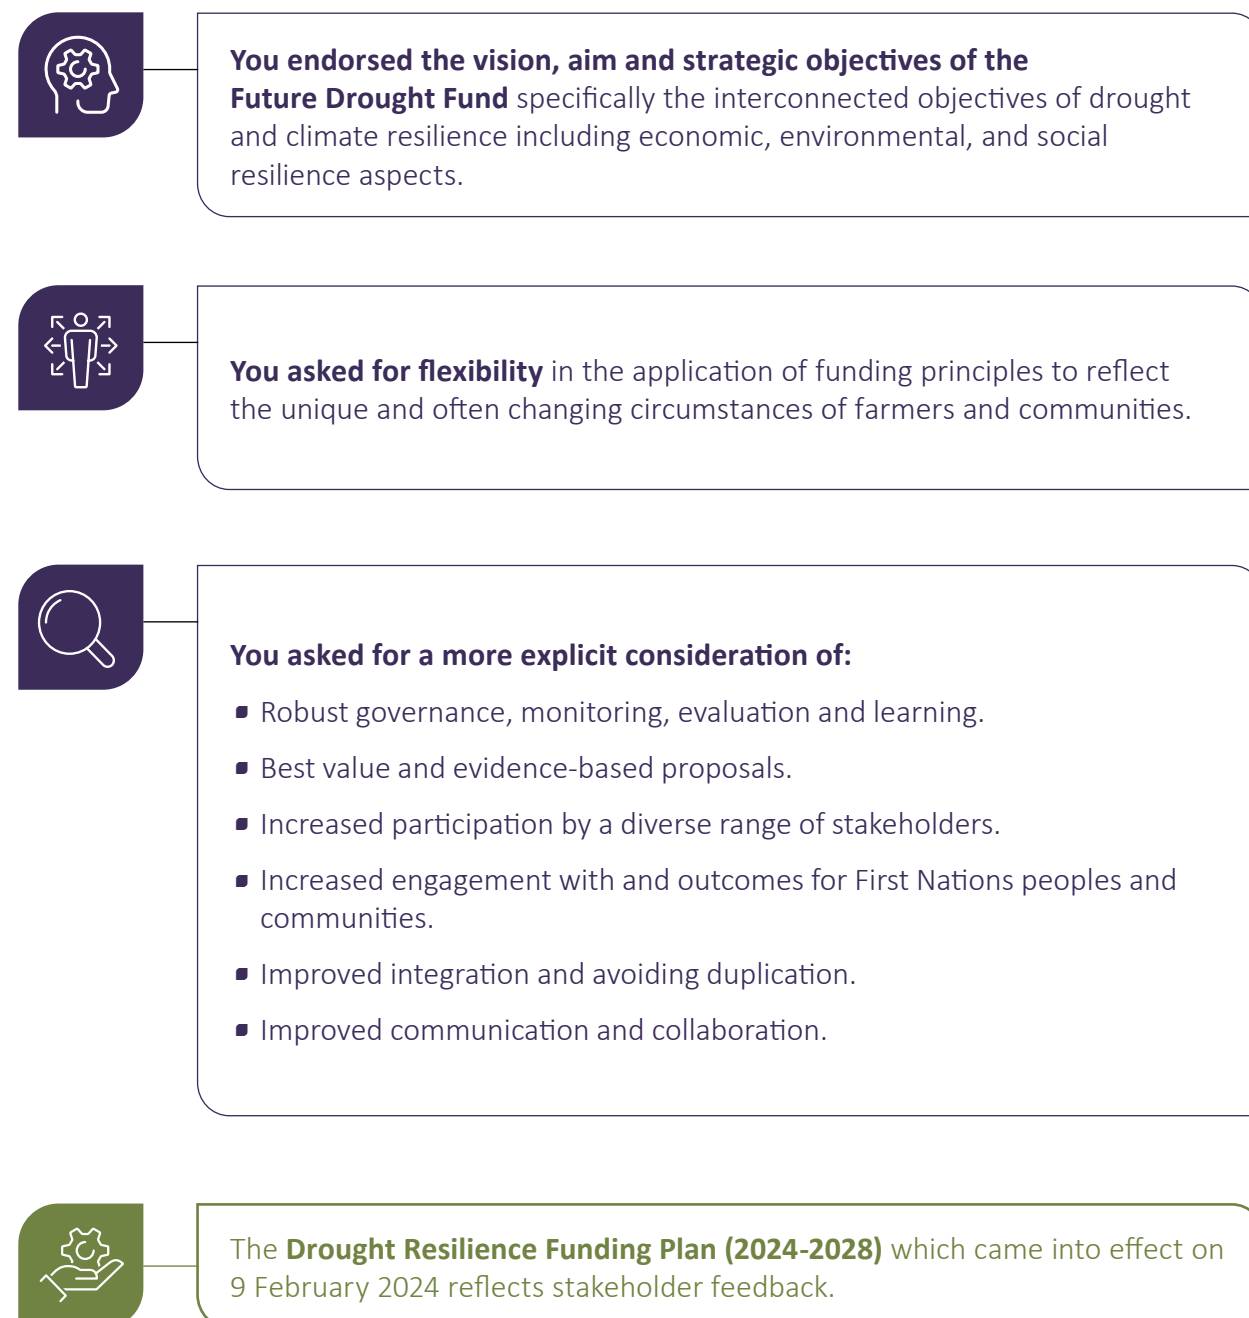 You endorsed the vision, aim and strategic objectives of the
Future Drought Fund specifically the interconnected objectives of drought
and climate resilience including economic, environmental, and social
resilience aspects.
You asked for flexibility in the application of funding principles to reflect
the unique and often changing circumstances of farmers and communities.
You asked for a more explicit consideration of:
Robust governance, monitoring, evaluation and learning.
Best value and evidence-based proposals.
Increased participation by a diverse range of stakeholders.
Increased engagement with and outcomes for First Nations peoples and
communities.
Improved integration and avoiding duplication.
Improved communication and collaboration.
The Drought Resilience Funding Plan (2024-2028) which came into effect on
9 February 2024 reflects stakeholder feedback.